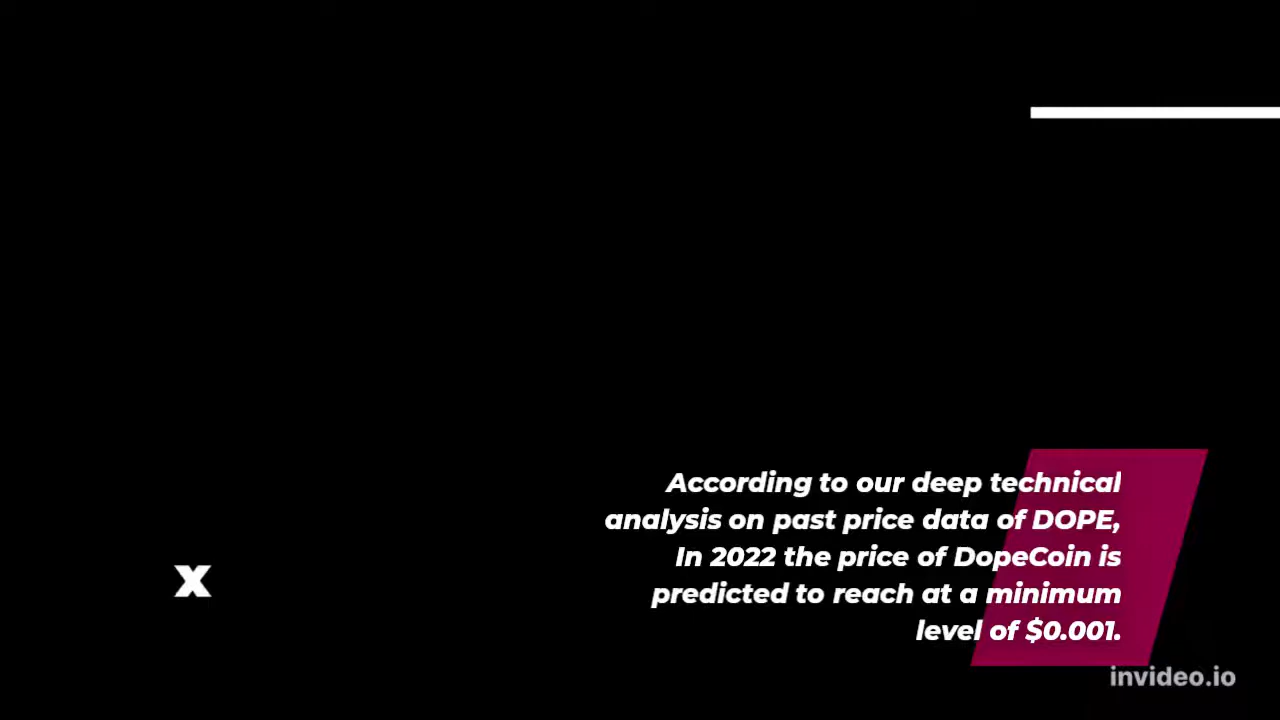 According to our deep technical
analysis on past price data of DOPE,
In 2022 the price of DopeCoin is
predicted to reach at a minimum
level of $0.001.
X
invideo.io